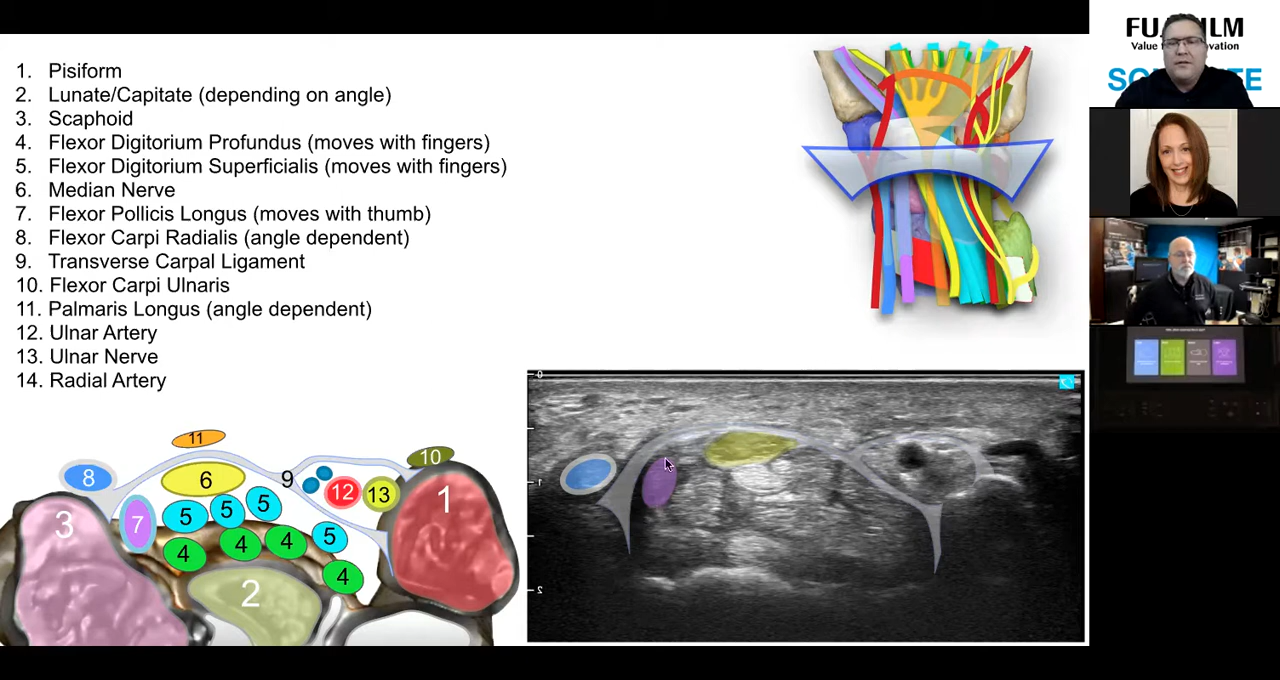 1. Pisiform
2. Lunate/Capitate (depending on angle)
3. Scaphoid
4. Flexor Digitorium Profundus (moves with fingers)
5. Flexor Digitorium Superficialis (moves with fingers)
6. Median Nerve
7. Flexor Pollicis Longus (moves with thumb)
8. Flexor Carpi Radialis (angle dependent)
9. Transverse Carpal Ligament
10. Flexor Carpi Ulnaris
11. Palmaris Longus (angle dependent)
12. Ulnar Artery
13. Ulnar Nerve
14. Radial Artery
11
8
6
9
12
13
10
1
3
7
5
5
5
5
4
4
4
4
2
0
1
2